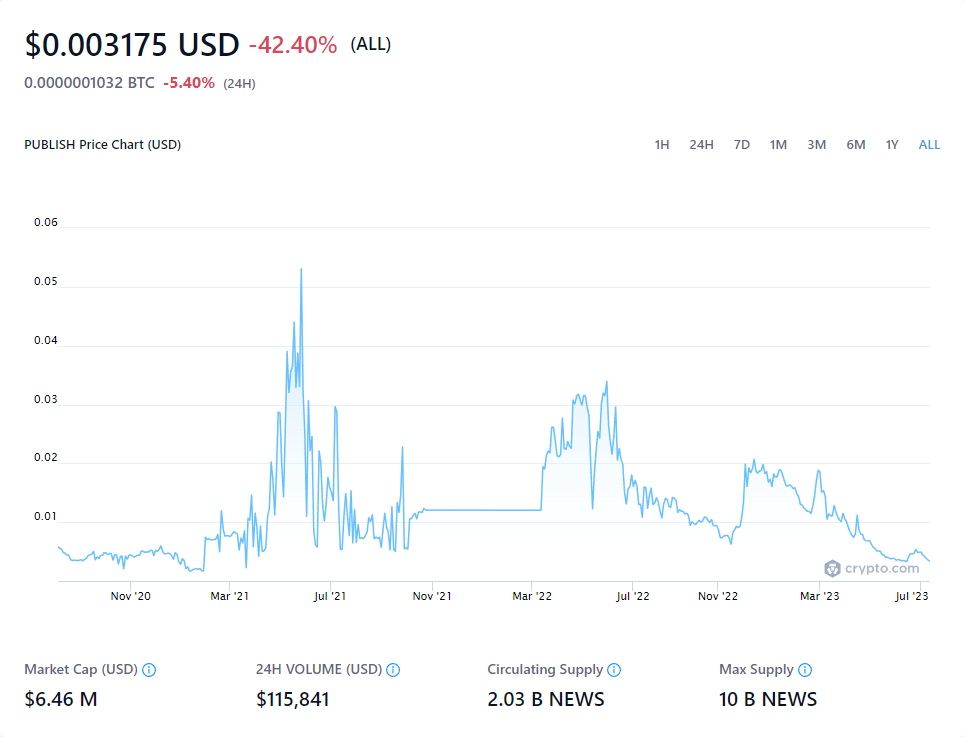 $0.003175 USD -42.40% (ALL)
0.0000001032 BTC -5.40% (24H)
PUBLISH Price Chart (USD) 1H 24H 7D 1M 3M 6M 1Y ALL
0.06
0.05
0.04
0.03
0.02
0.01
crypto.com
Nov '20 Mar '21 Jul '21 Nov '21 Mar '22 Jul '22 Nov '22 Mar '23 Jul '23
Market Cap (USD) 24H VOLUME (USD) Circulating Supply Max Supply
$6.46 M $115,841 2.03 B NEWS 10 B NEWS